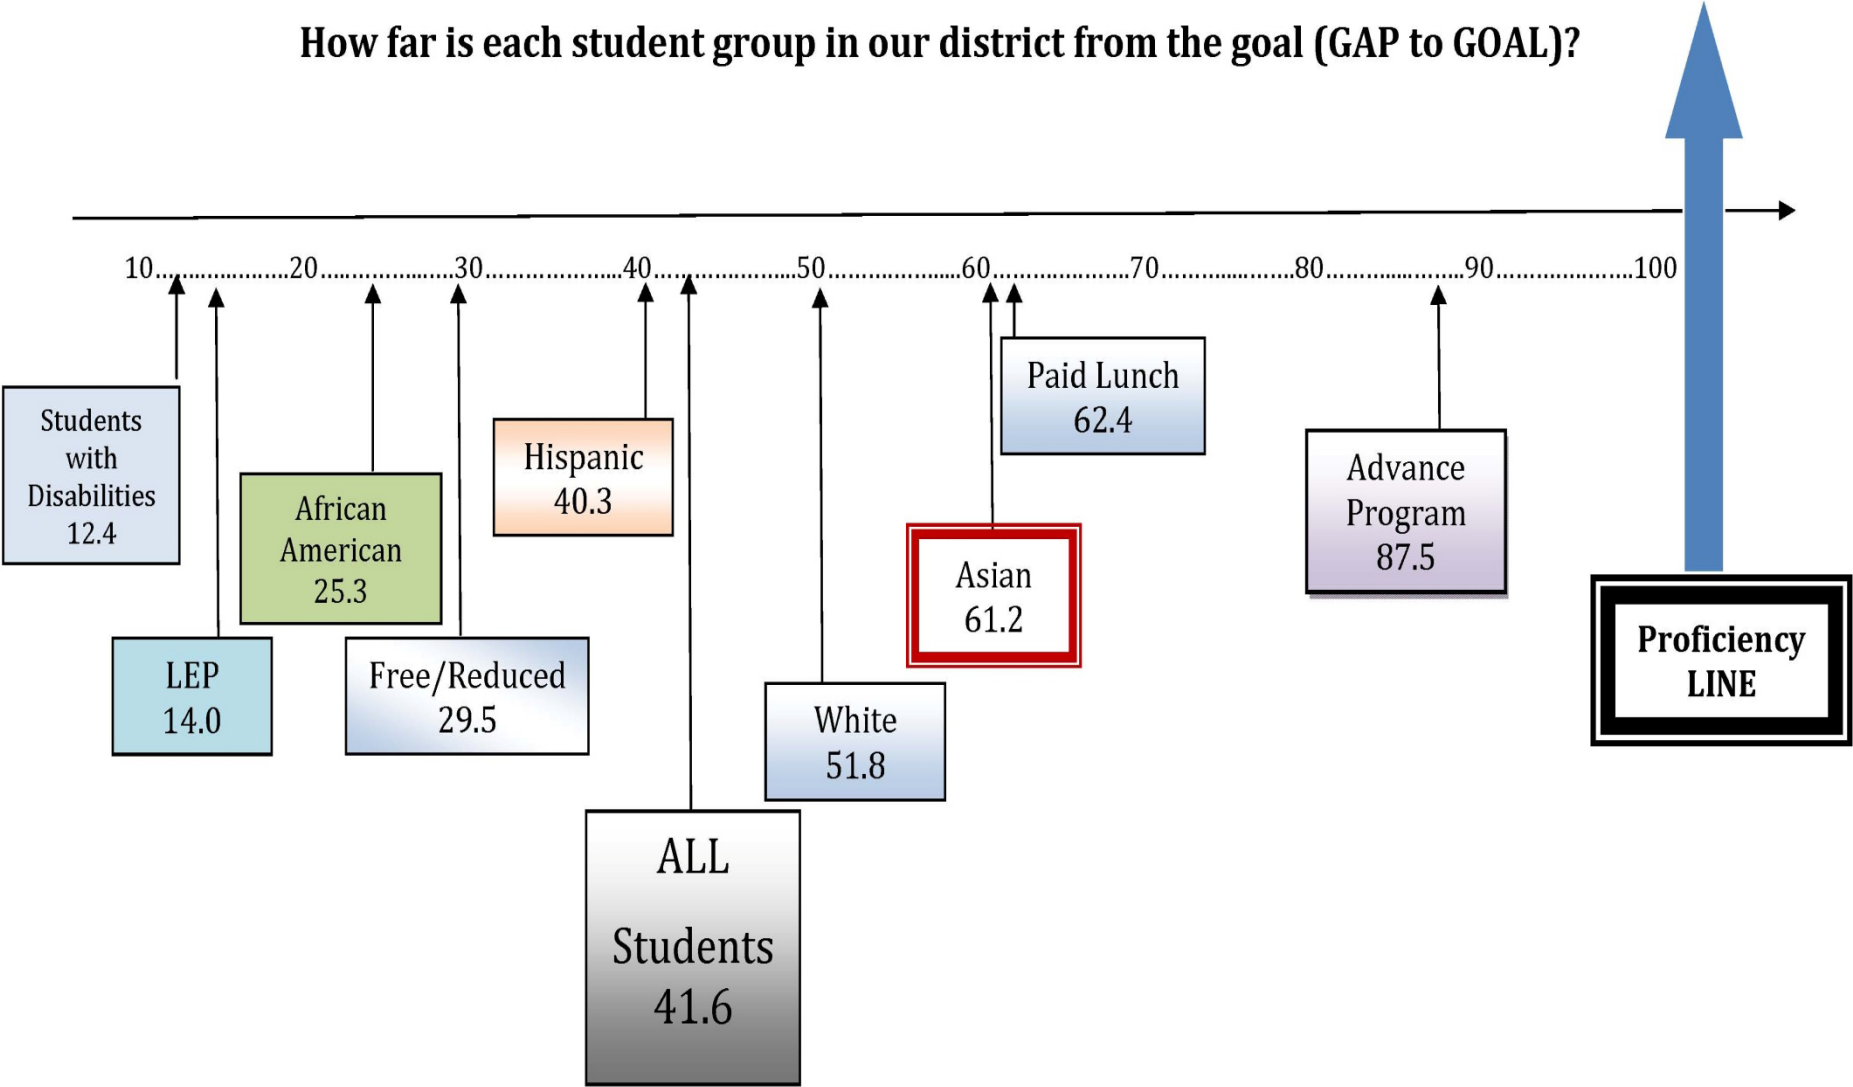 How far is each student group in our district from the goal (GAP to GOAL)?
10..................20..................30..................40..................50..................60..................70..................80..................90..................100
Students
with
Disabilities
12.4
LEP
14.0
African
American
25.3
Free/Reduced
29.5
Hispanic
40.3
ALL
Students
41.6
White
51.8
Asian
61.2
Paid Lunch
62.4
Advance
Program
87.5
Proficiency
LINE